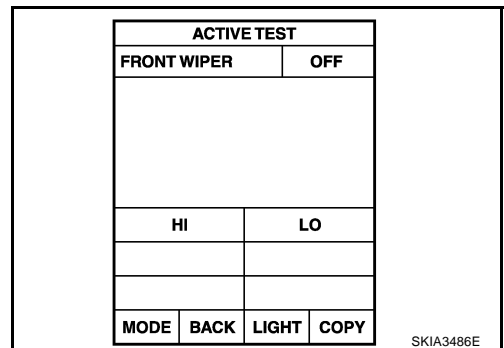 ACTIVE TEST
FRONT WIPER OFF
HI LO
MODE BACK LIGHT COPY
SKIA3486E